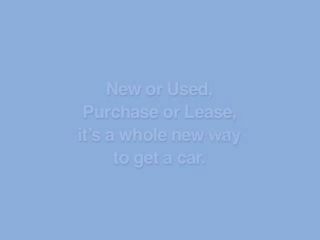 New or Used,
Purchase or Lease,
it's a whole new way
to get a car.